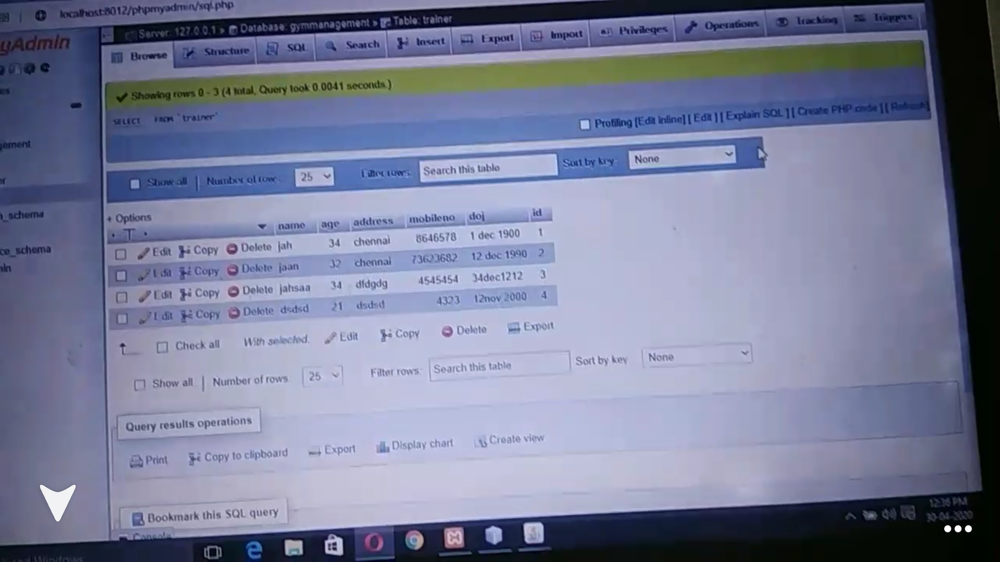 localhost:8012/phpmyadmin/sql.php
yAdmin
Server: 127.0.0.1 » Database: gymmanagement » Table: trainer
Browse Structure SQL Search Insert Export Import Privileges Operations Tracking Triggers
Showing rows 0 - 3 (4 total, Query took 0.0041 seconds.)
SELECT FROM `trainer`
Profiling [Edit inline] [ Edit ] [ Explain SQL ] [ Create PHP code ] [ Refresh]
Show all | Number of row 25 Filter rows: Search this table Sort by key: None
+ Options
name age address mobileno doj id
Edit Copy Delete jah 34 chennai 8646578 1 dec 1900 1
Edit Copy Delete jaan 32 chennai 73623682 12 dec 1990 2
Edit Copy Delete jahsaa 34 dfdgdg 4545454 34dec1212 3
Edit Copy Delete dsdsd 21 dsdsd 4323 12nov 2000 4
Check all With selected: Edit Copy Delete Export
Show all | Number of rows 25 Filter rows: Search this table Sort by key None
Query results operations
Print Copy to clipboard Export Display chart Create view
Bookmark this SQL query
Console
es
gement
er
n_schema
ce_schema
nin
12:36 PM
30-04-2020
Windows